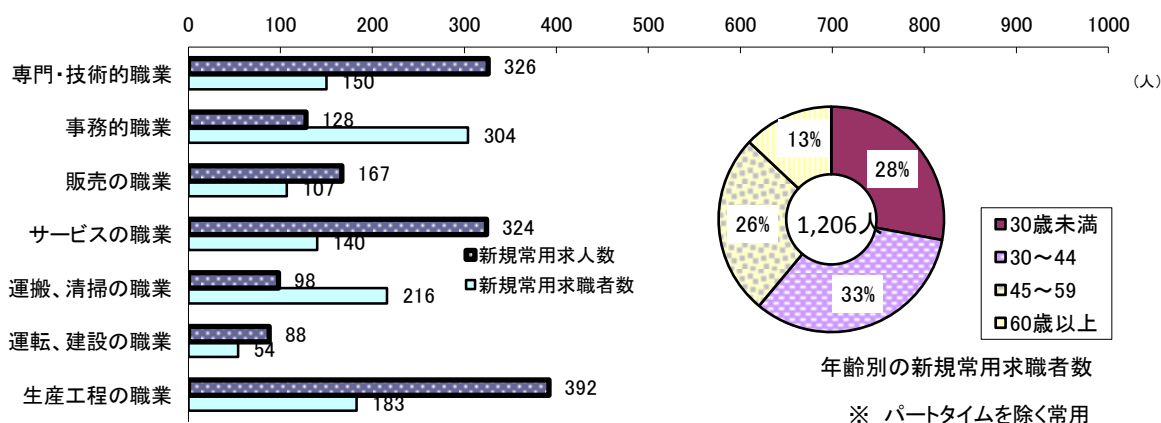 0 100 200 300 400 500 600 700 800 900 1000
(人)
専門・技術的職業 326
150
事務的職業 128
304
販売の職業 167
107
サービスの職業 324
140
運搬、清掃の職業 98
216
運転、建設の職業 88
54
生産工程の職業 392
183
新規常用求人数
新規常用求職者数
13%
28%
26%
33%
1,206人
30歳未満
30～44
45～59
60歳以上
年齢別の新規常用求職者数
※ パートタイムを除く常用